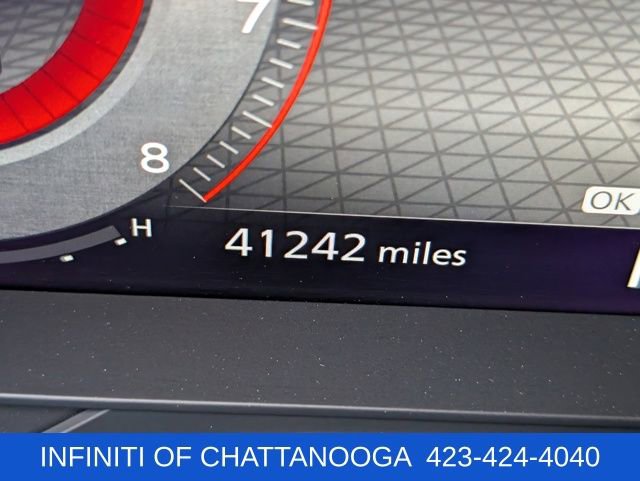 7
8
H
OK
41242 miles
INFINITI OF CHATTANOOGA 423-424-4040